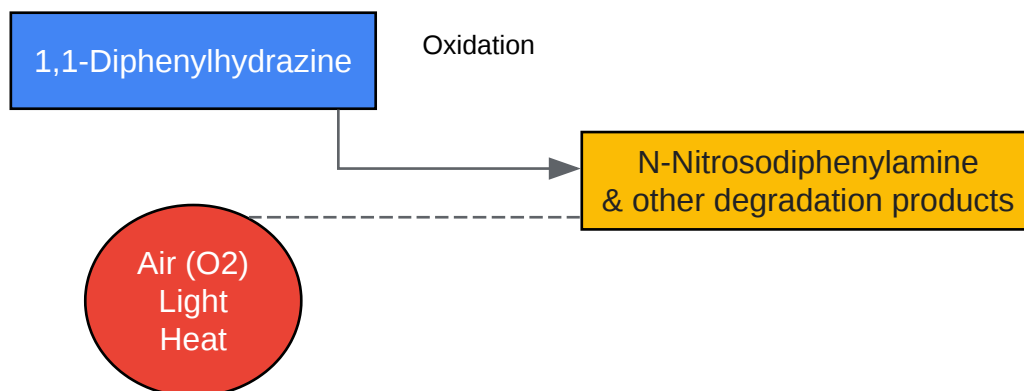 1,1-Diphenylhydrazine
Oxidation
N-Nitrosodiphenylamine
& other degradation products
Air (O2)
Light
Heat